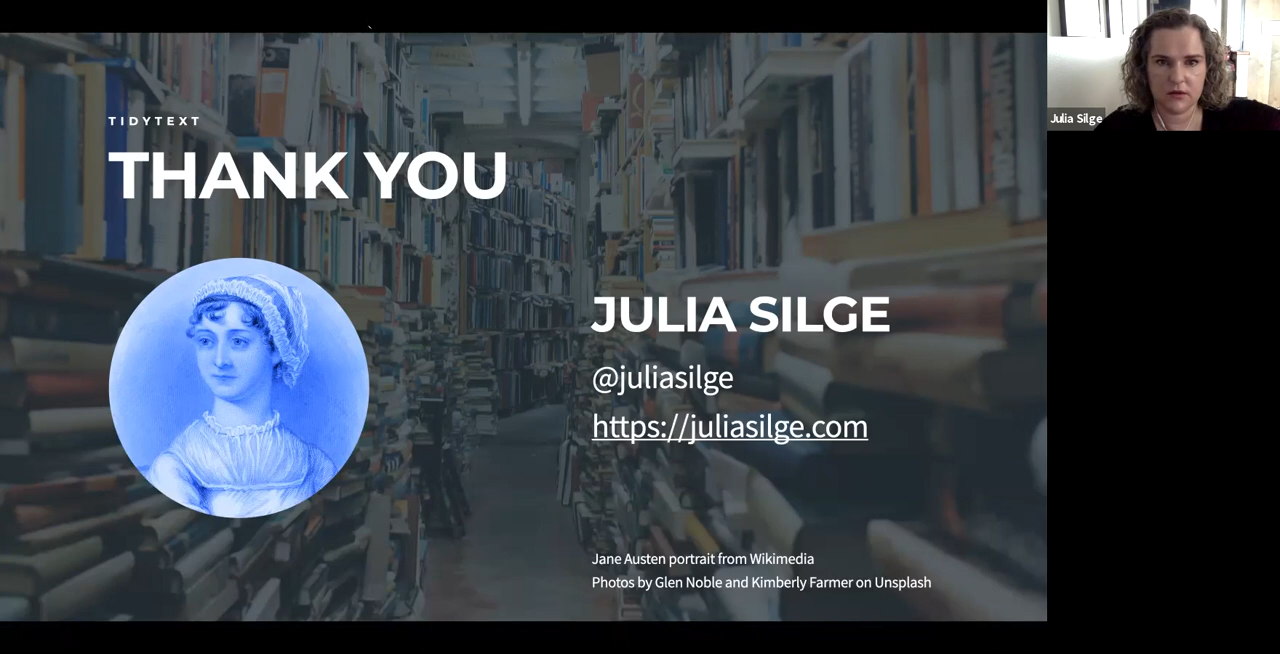 TIDYTEXT
THANK YOU
JULIA SILGE
@juliasilge
https://juliasilge.com
Jane Austen portrait from Wikimedia
Photos by Glen Noble and Kimberly Farmer on Unsplash
Julia Silge